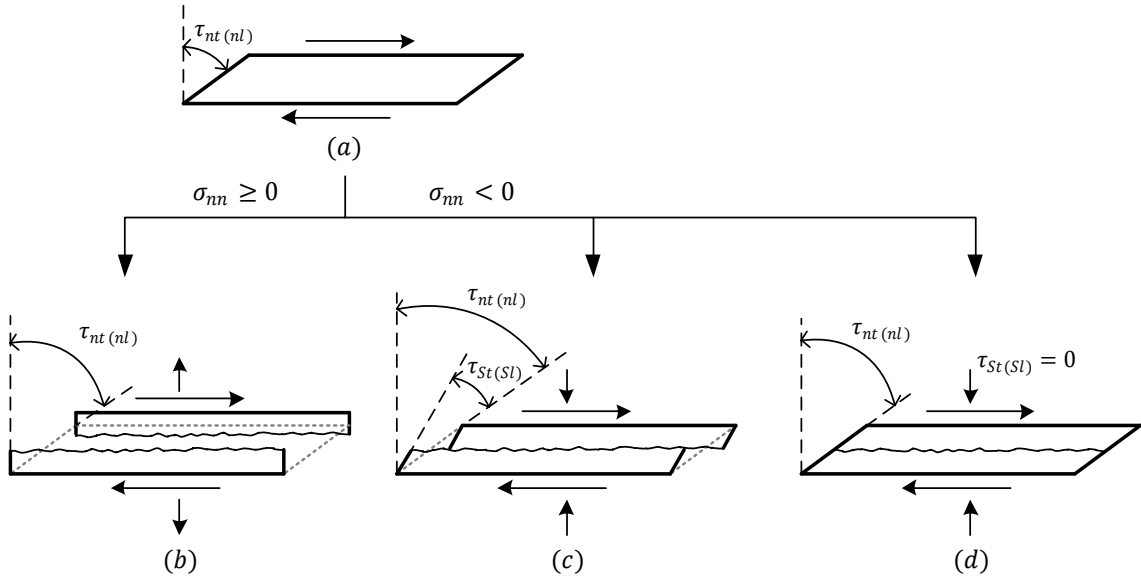 τnt (nl)
(a)
σnn ≥ 0
σnn < 0
τnt (nl)
τnt (nl)
τSt(Sl)
τnt (nl)
τSt(Sl) = 0
(b)
(c)
(d)